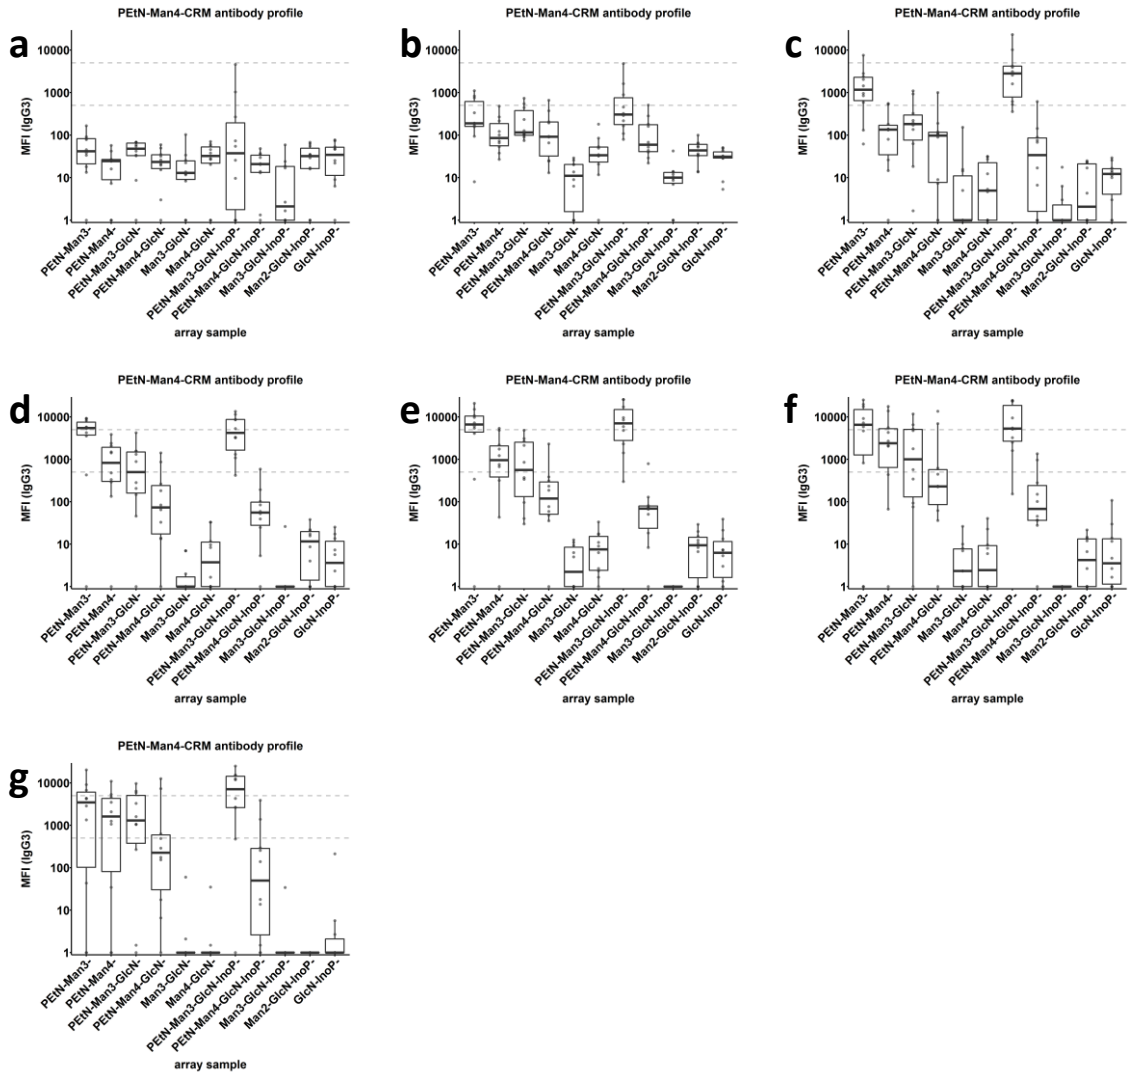 PEtN-Man4-CRM antibody profile
a
10000
1000
100
10
1
MFI (IgG3)
PEtN-Man3-
PEtN-Man4-
PEtN-Man3-GlcN-
PEtN-Man4-GlcN-
Man3-GlcN-
Man4-GlcN-
PEtN-Man3-GlcN-InoP-
PEtN-Man4-GlcN-InoP-
Man3-GlcN-InoP-
Man2-GlcN-InoP-
GlcN-InoP-
array sample
PEtN-Man4-CRM antibody profile
b
10000
1000
100
10
1
MFI (IgG3)
PEtN-Man3-
PEtN-Man4-
PEtN-Man3-GlcN-
PEtN-Man4-GlcN-
Man3-GlcN-
Man4-GlcN-
PEtN-Man3-GlcN-InoP-
PEtN-Man4-GlcN-InoP-
Man3-GlcN-InoP-
Man2-GlcN-InoP-
GlcN-InoP-
array sample
PEtN-Man4-CRM antibody profile
c
10000
1000
100
10
1
MFI (IgG3)
PEtN-Man3-
PEtN-Man4-
PEtN-Man3-GlcN-
PEtN-Man4-GlcN-
Man3-GlcN-
Man4-GlcN-
PEtN-Man3-GlcN-InoP-
PEtN-Man4-GlcN-InoP-
Man3-GlcN-InoP-
Man2-GlcN-InoP-
GlcN-InoP-
array sample
PEtN-Man4-CRM antibody profile
d
10000
1000
100
10
1
MFI (IgG3)
PEtN-Man3-
PEtN-Man4-
PEtN-Man3-GlcN-
PEtN-Man4-GlcN-
Man3-GlcN-
Man4-GlcN-
PEtN-Man3-GlcN-InoP-
PEtN-Man4-GlcN-InoP-
Man3-GlcN-InoP-
Man2-GlcN-InoP-
GlcN-InoP-
array sample
PEtN-Man4-CRM antibody profile
e
10000
1000
100
10
1
MFI (IgG3)
PEtN-Man3-
PEtN-Man4-
PEtN-Man3-GlcN-
PEtN-Man4-GlcN-
Man3-GlcN-
Man4-GlcN-
PEtN-Man3-GlcN-InoP-
PEtN-Man4-GlcN-InoP-
Man3-GlcN-InoP-
Man2-GlcN-InoP-
GlcN-InoP-
array sample
PEtN-Man4-CRM antibody profile
f
10000
1000
100
10
1
MFI (IgG3)
PEtN-Man3-
PEtN-Man4-
PEtN-Man3-GlcN-
PEtN-Man4-GlcN-
Man3-GlcN-
Man4-GlcN-
PEtN-Man3-GlcN-InoP-
PEtN-Man4-GlcN-InoP-
Man3-GlcN-InoP-
Man2-GlcN-InoP-
GlcN-InoP-
array sample
PEtN-Man4-CRM antibody profile
g
10000
1000
100
10
1
MFI (IgG3)
PEtN-Man3-
PEtN-Man4-
PEtN-Man3-GlcN-
PEtN-Man4-GlcN-
Man3-GlcN-
Man4-GlcN-
PEtN-Man3-GlcN-InoP-
PEtN-Man4-GlcN-InoP-
Man3-GlcN-InoP-
Man2-GlcN-InoP-
GlcN-InoP-
array sample